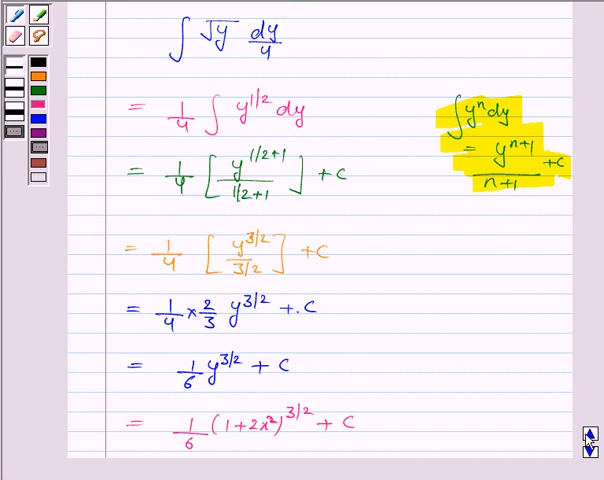 ∫ √y dy/4
= 1/4 ∫ y^1/2 dy
= 1/4 [y^1/2+1 / 1/2+1] + C
= 1/4 [y^3/2 / 3/2] + C
= 1/4 × 2/3 y^3/2 + C
= 1/6 y^3/2 + C
= 1/6 (1+2x²)^3/2 + C
∫ y^n dy
= y^n+1 / n+1 + C